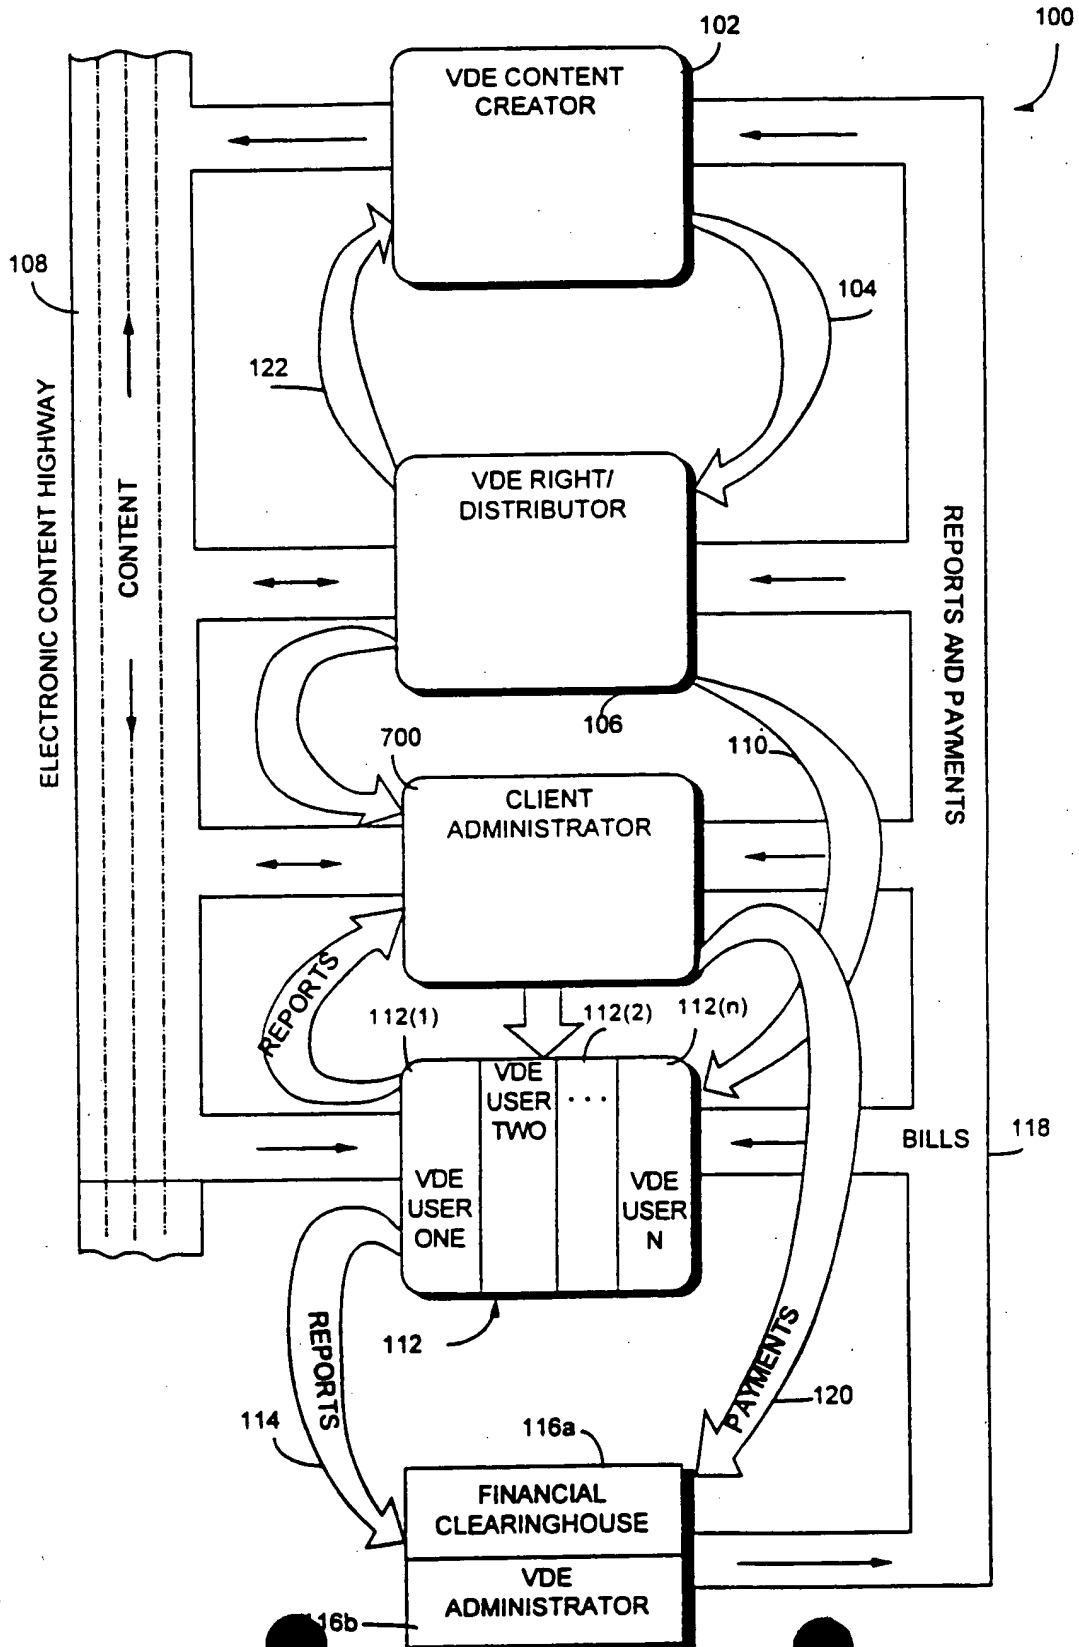 100
102
VDE CONTENT
CREATOR
108
104
122
ELECTRONIC CONTENT HIGHWAY
CONTENT
VDE RIGHT/
DISTRIBUTOR
REPORTS AND PAYMENTS
106
700
110
CLIENT
ADMINISTRATOR
REPORTS
112(1)
112(2)
112(n)
VDE
USER
TWO
...
VDE
USER
ONE
VDE
USER
N
BILLS
118
112
REPORTS
PAYMENTS
114
120
116a
FINANCIAL
CLEARINGHOUSE
VDE
ADMINISTRATOR
116b